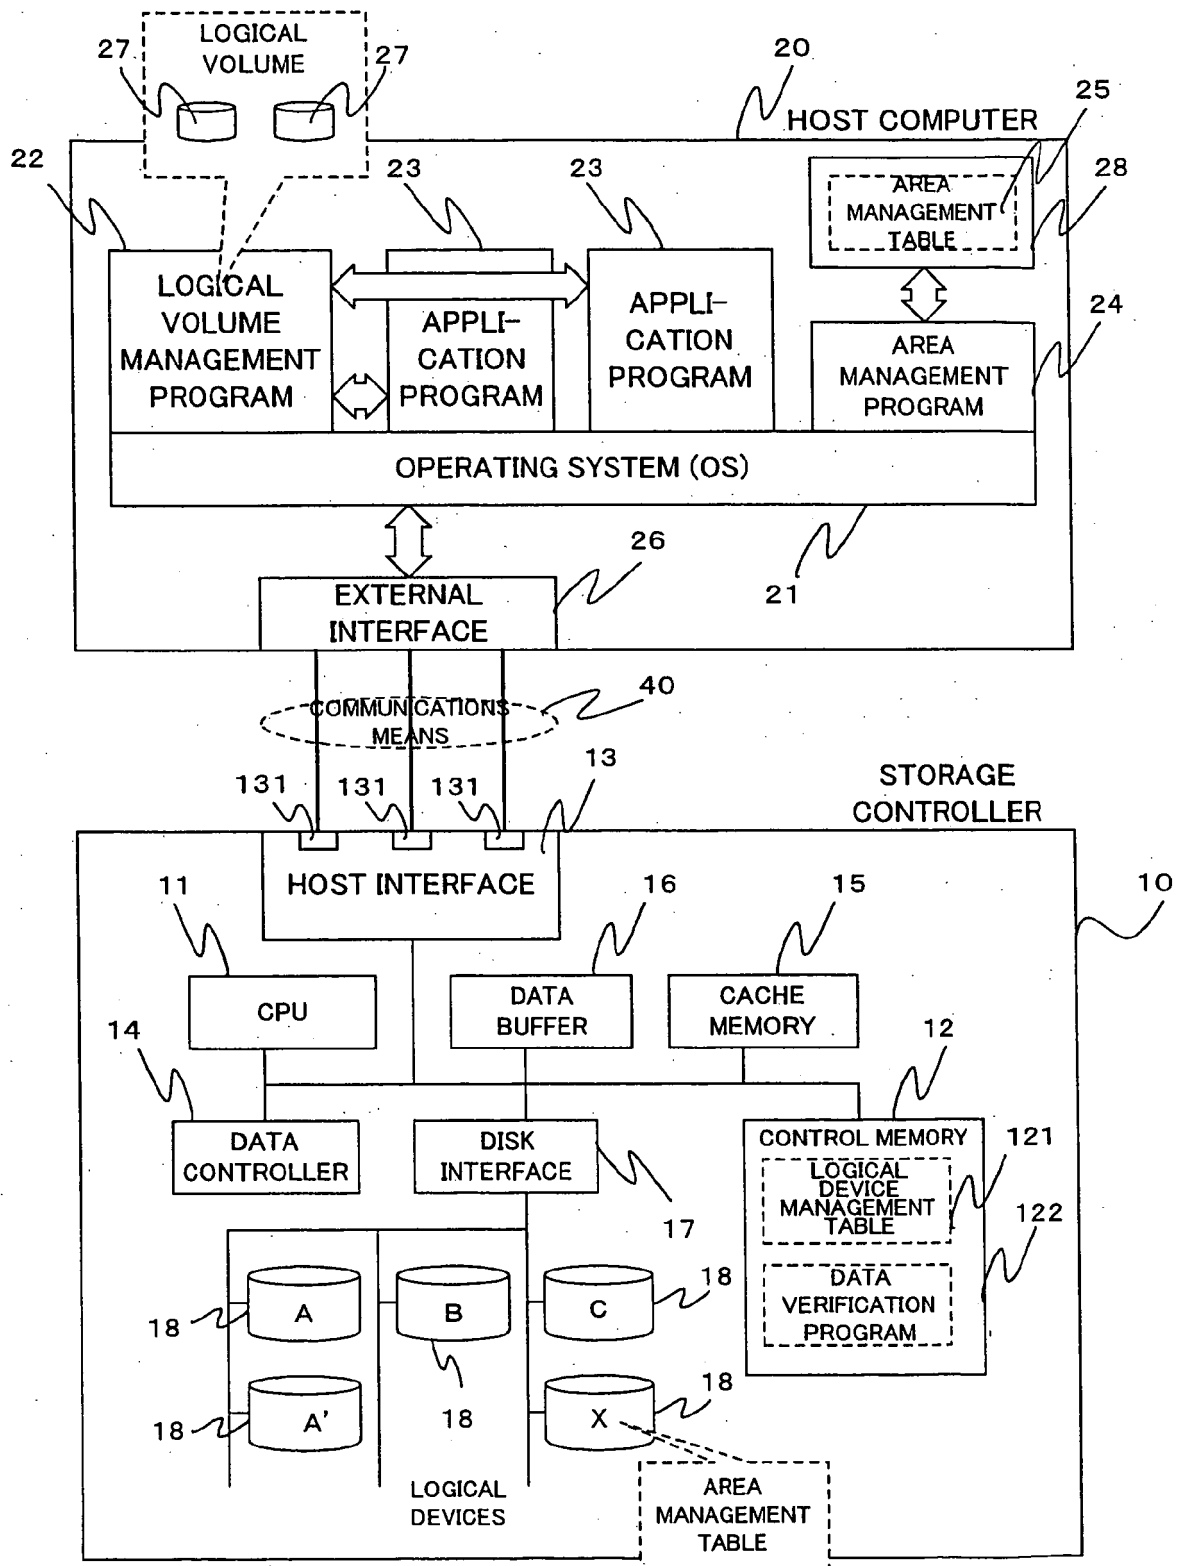 LOGICAL
VOLUME
27
27
20
25
HOST COMPUTER
22
23
23
28
AREA
MANAGEMENT
TABLE
24
LOGICAL
VOLUME
MANAGEMENT
PROGRAM
APPLI-
CATION
PROGRAM
APPLI-
CATION
PROGRAM
AREA
MANAGEMENT
PROGRAM
OPERATING SYSTEM (OS)
26
21
EXTERNAL
INTERFACE
40
COMMUNICATIONS
MEANS
13
STORAGE
CONTROLLER
131
131
131
HOST INTERFACE
11
16
15
10
CPU
DATA
BUFFER
CACHE
MEMORY
14
12
DATA
CONTROLLER
DISK
INTERFACE
CONTROL MEMORY
121
LOGICAL
DEVICE
MANAGEMENT
TABLE
17
122
DATA
VERIFICATION
PROGRAM
18
A
B
C
18
18
18
A'
X
18
LOGICAL
DEVICES
AREA
MANAGEMENT
TABLE